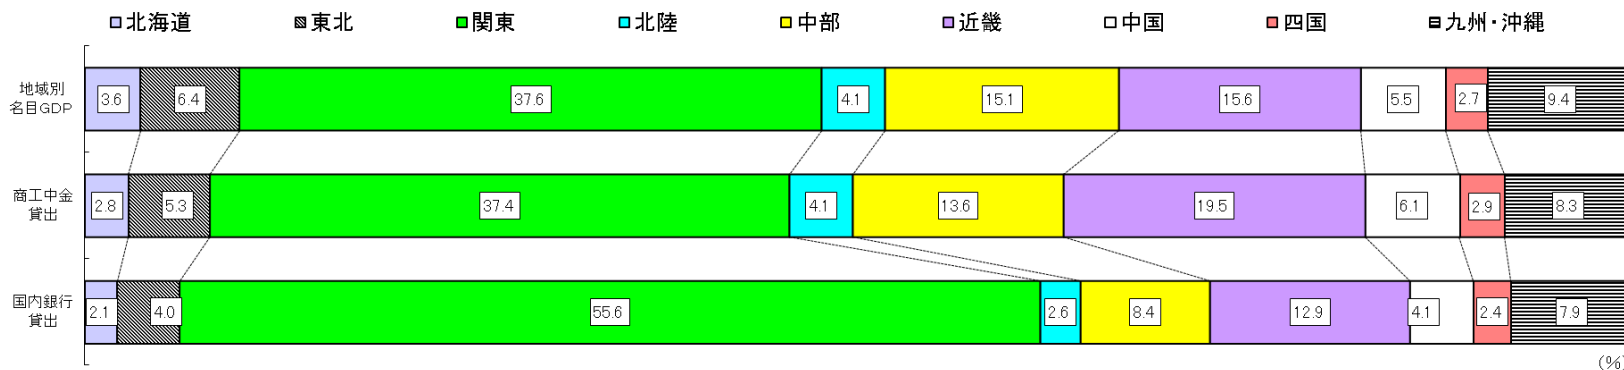 北海道 東北 関東 北陸 中部 近畿 中国 四国 九州・沖縄
地域別
名目GDP
3.6 6.4 37.6 4.1 15.1 15.6 5.5 2.7 9.4
商工中金
貸出
2.8 5.3 37.4 4.1 13.6 19.5 6.1 2.9 8.3
国内銀行
貸出
2.1 4.0 55.6 2.6 8.4 12.9 4.1 2.4 7.9
(%)